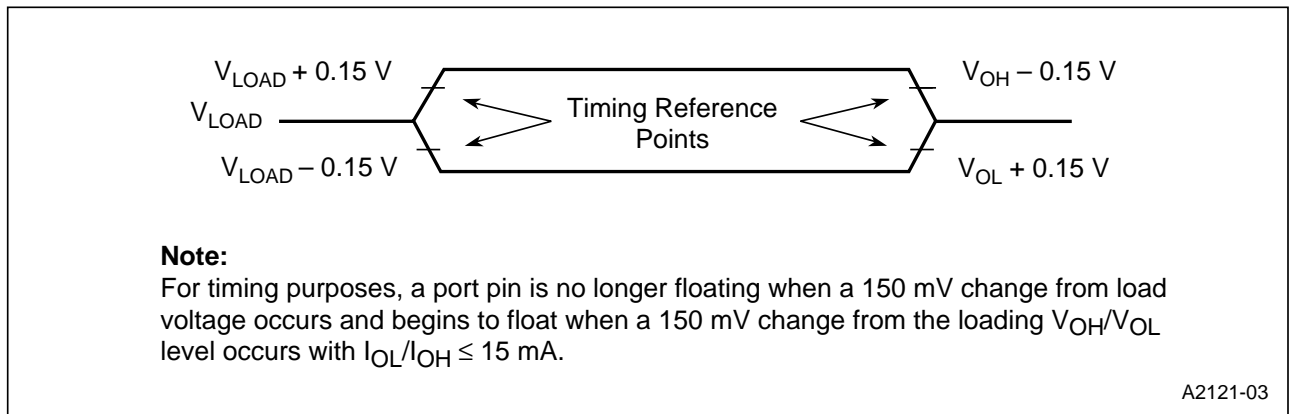 V_LOAD + 0.15 V
V_OH – 0.15 V
V_LOAD
Timing Reference
Points
V_LOAD – 0.15 V
V_OL + 0.15 V
Note:
For timing purposes, a port pin is no longer floating when a 150 mV change from load
voltage occurs and begins to float when a 150 mV change from the loading V_OH/V_OL
level occurs with I_OL/I_OH ≤ 15 mA.
A2121-03